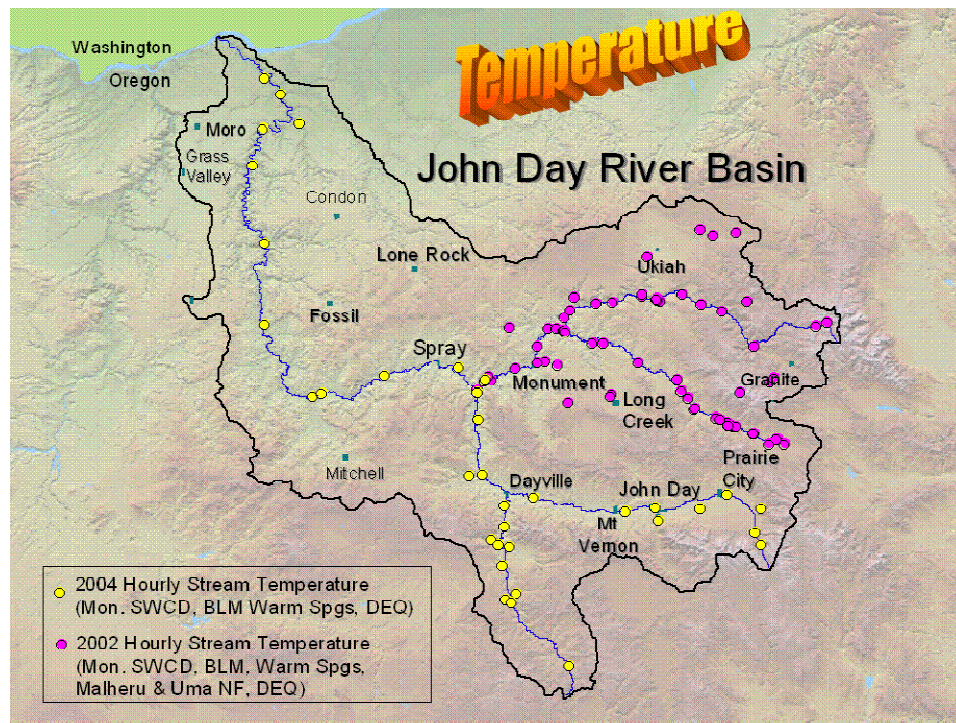 Temperature
Washington
Oregon
John Day River Basin
Moro
Grass
Valley
Condon
Lone Rock
Ukiah
Fossil
Spray
Monument
Granite
Long
Creek
Mitchell
Dayville
John Day
Prairie
City
Mt
Vernon
2004 Hourly Stream Temperature
(Mon. SWCD, BLM Warm Spgs, DEQ)
2002 Hourly Stream Temperature
(Mon. SWCD, BLM, Warm Spgs,
Malheru & Uma NF, DEQ)